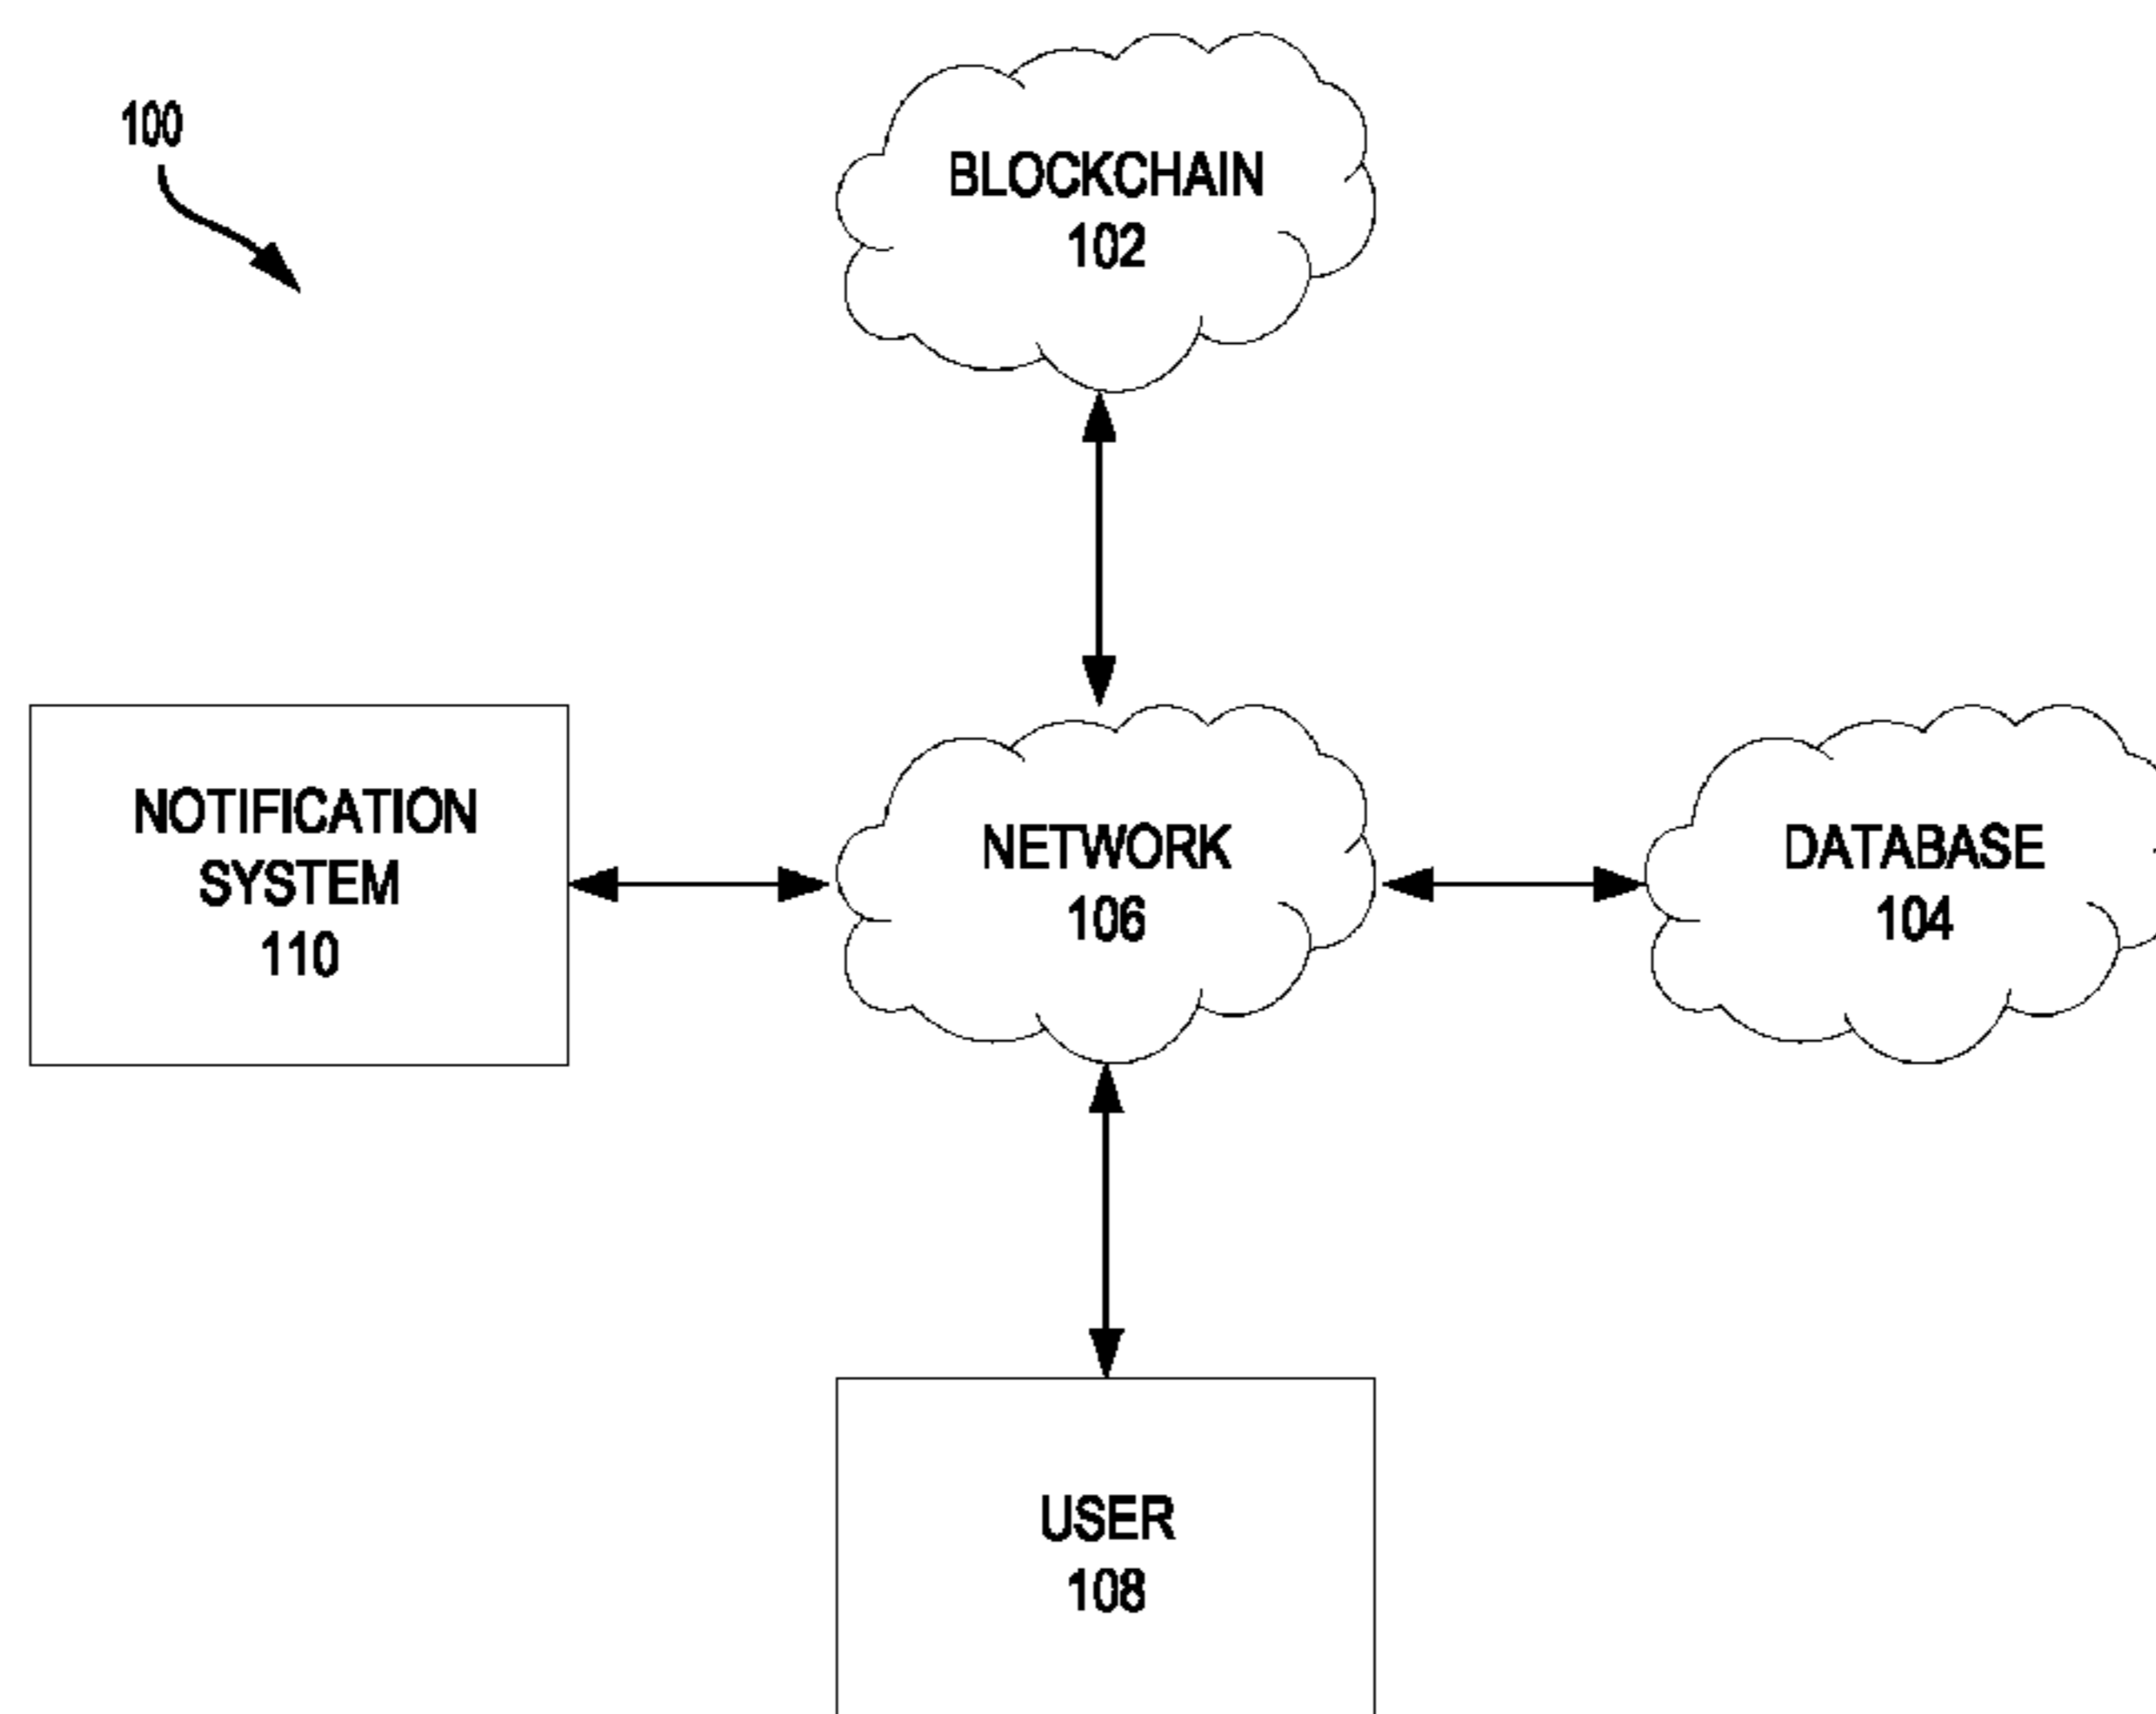 100
BLOCKCHAIN
102
NOTIFICATION
SYSTEM
110
NETWORK
106
DATABASE
104
USER
108